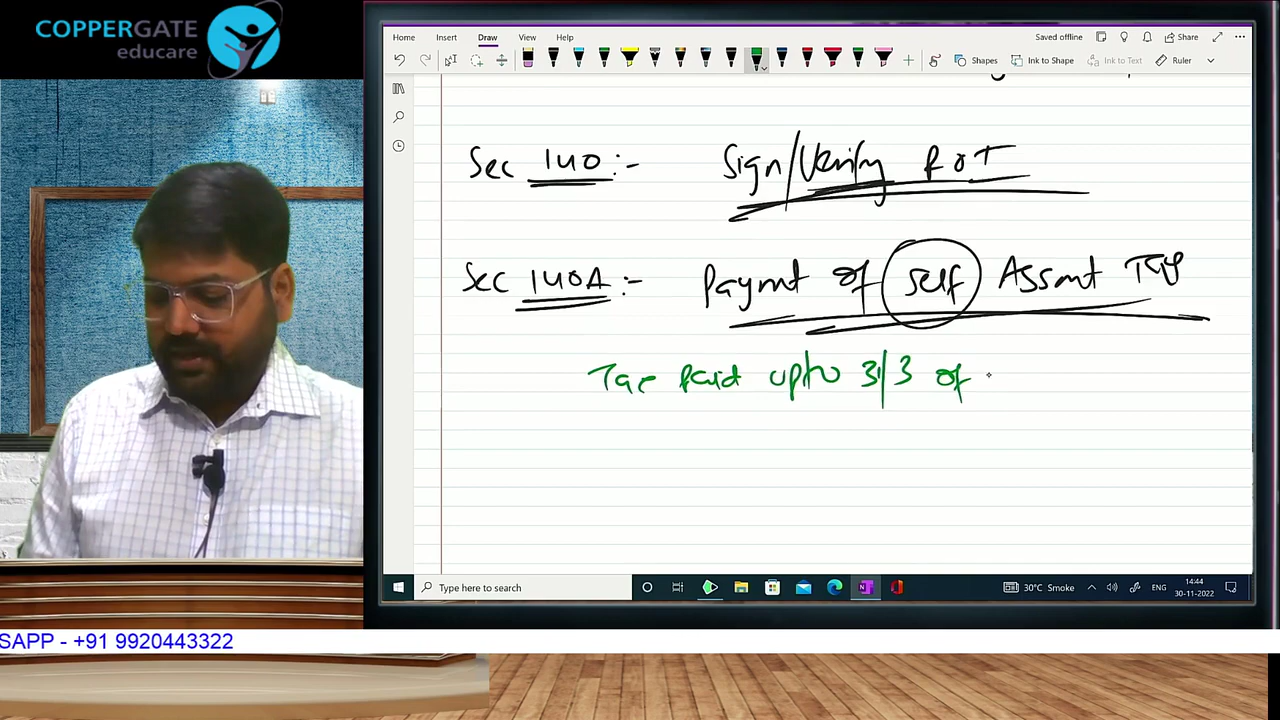 COPPERGATE
educare
Home Insert Draw View Help
Saved offline Share
Shapes Ink to Shape Ink to Text Ruler
Sec 140:- Sign/Verify ROI
Sec 140A:- Paymt of Self Assmt Tax
Tax Paid upto 31/3 of
Type here to search
30°C Smoke ENG 14:44
30-11-2022
SAPP - +91 9920443322